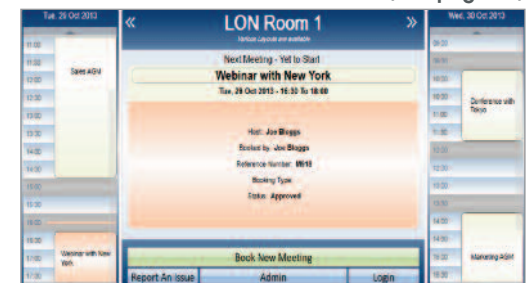 Tue, 29 Oct 2013
11:00
11:30
12:00
12:30
13:00
13:30
14:00
14:30
15:00
15:30
16:00
16:30
17:00
17:30
Sales AGM
Webinar with New
York
«
LON Room 1
»
Various Layouts are available
Next Meeting - Yet to Start
Webinar with New York
Tue, 29 Oct 2013 - 16:30 To 18:00
Host: Joe Bloggs
Booked by: Joe Bloggs
Reference Number:
Booking Type:
Status: Approved
Book New Meeting
Report An Issue
Admin
Login
Wed, 30 Oct 2013
09:30
10:00
10:30
11:00
11:30
12:00
14:00
14:30
Conference with
Tokyo
Marketing AGM